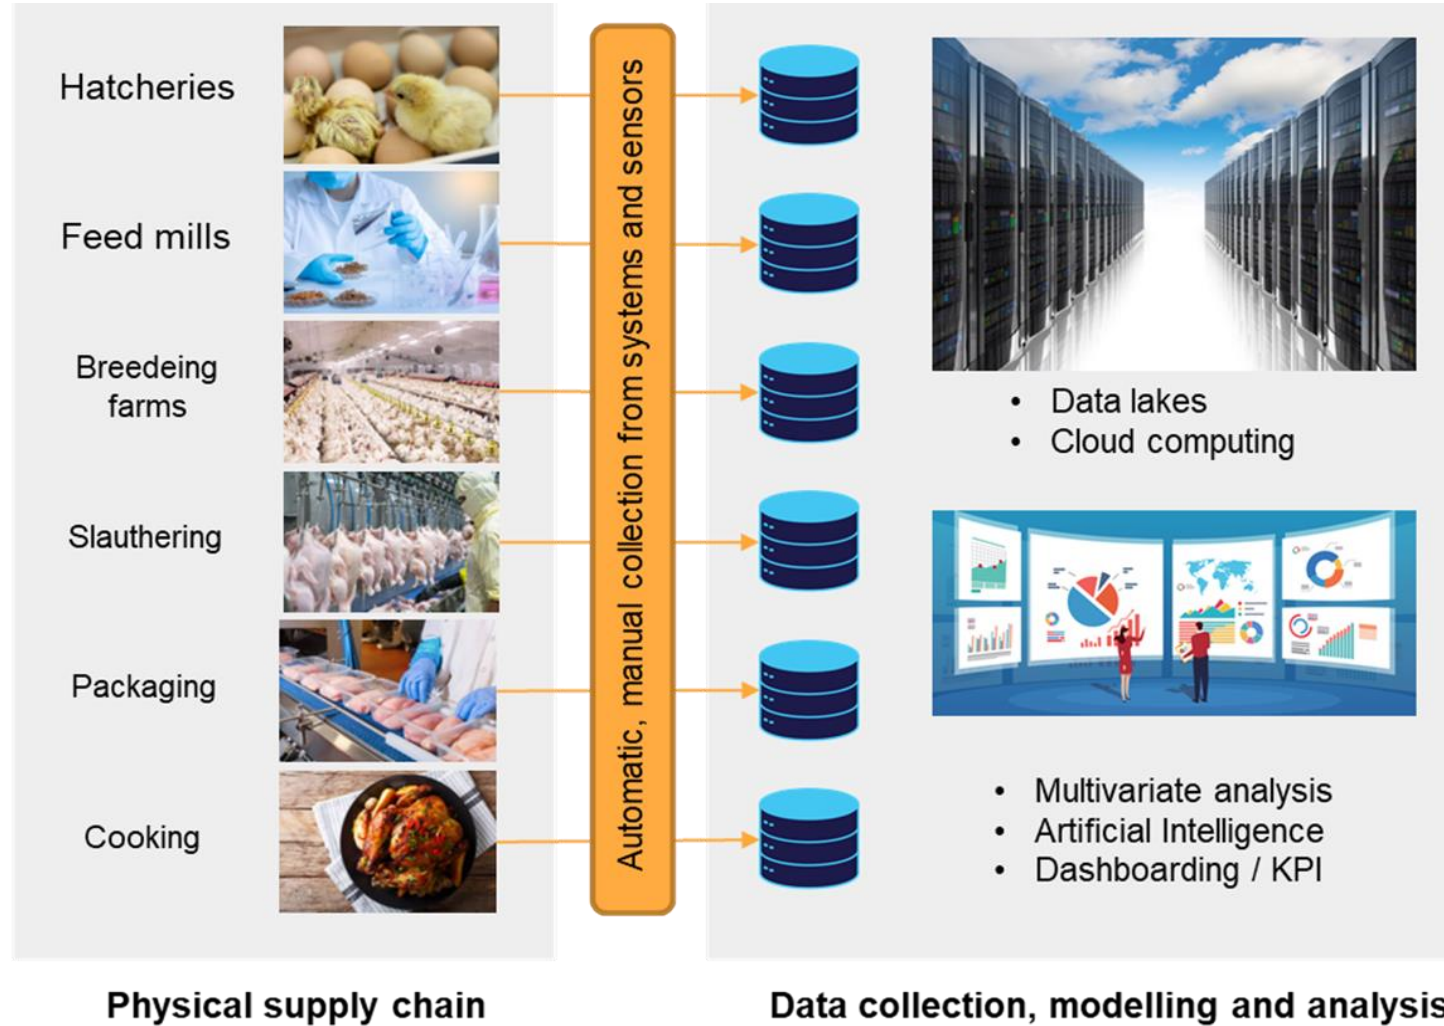 Hatcheries
Feed mills
Breedeing
farms
Slauthering
Packaging
Cooking
Automatic, manual collection from systems and sensors
• Data lakes
• Cloud computing
• Multivariate analysis
• Artificial Intelligence
• Dashboarding / KPI
Physical supply chain
Data collection, modelling and analysis